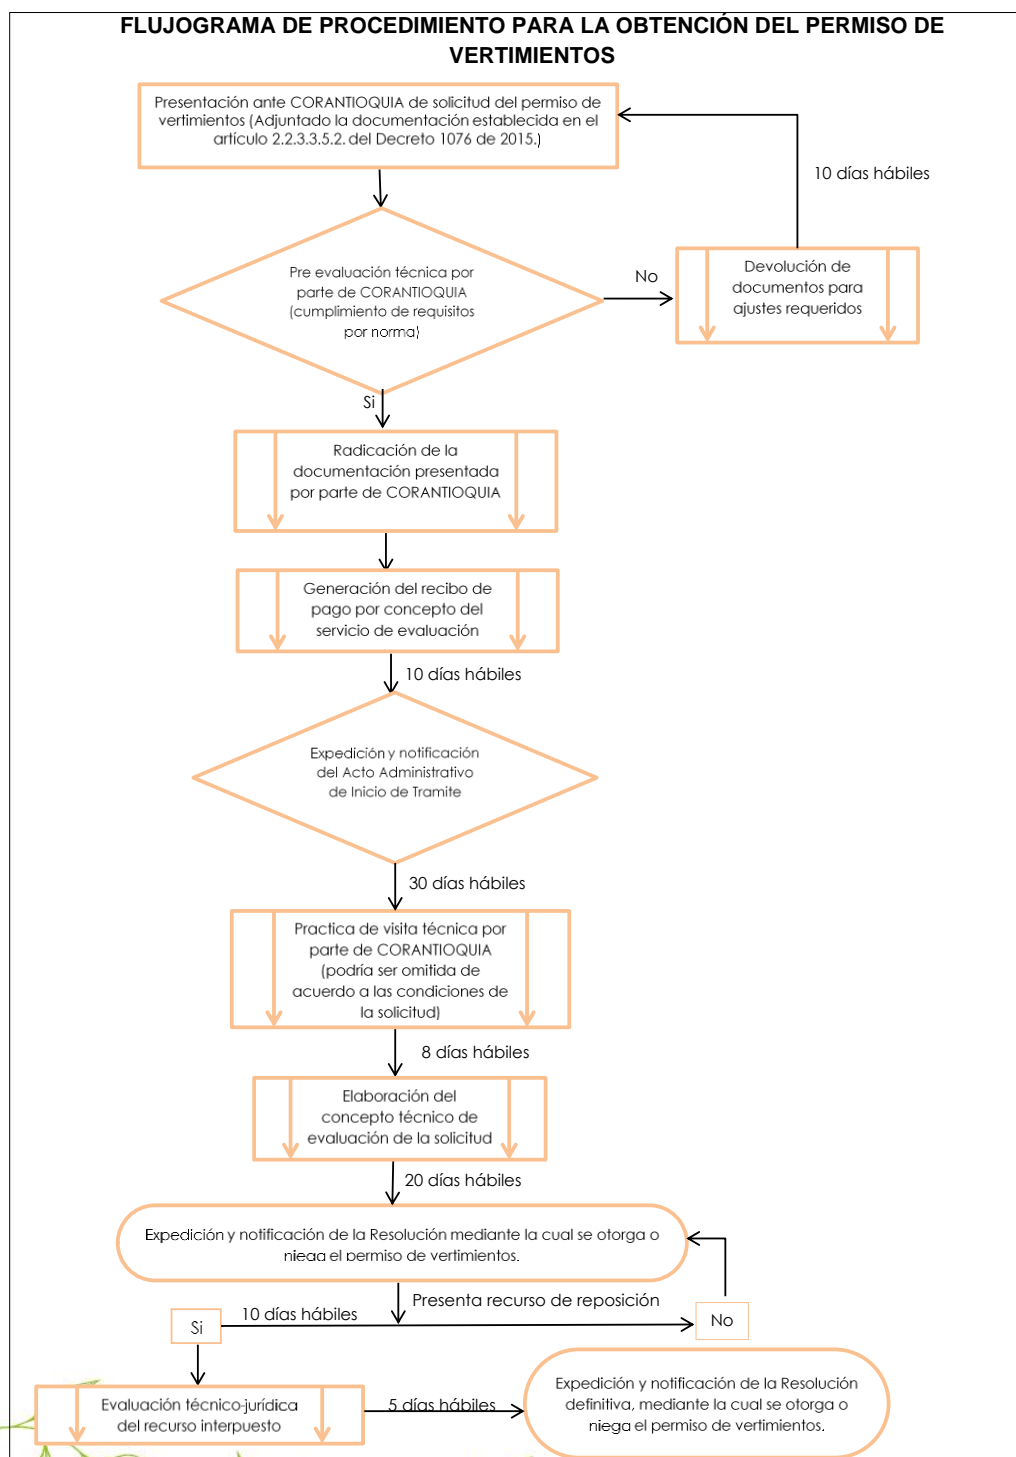 FLUJOGRAMA DE PROCEDIMIENTO PARA LA OBTENCIÓN DEL PERMISO DE
VERTIMIENTOS
Presentación ante CORANTIOQUIA de solicitud del permiso de
vertimientos (Adjuntado la documentación establecida en el
artículo 2.2.3.3.5.2. del Decreto 1076 de 2015.)
10 días hábiles
Pre evaluación técnica por
parte de CORANTIOQUIA
(cumplimiento de requisitos
por norma)
No
Devolución de
documentos para
ajustes requeridos
Si
Radicación de la
documentación presentada
por parte de CORANTIOQUIA
Generación del recibo de
pago por concepto del
servicio de evaluación
10 días hábiles
Expedición y notificación
del Acto Administrativo
de Inicio de Tramite
30 días hábiles
Practica de visita técnica por
parte de CORANTIOQUIA
(podría ser omitida de
acuerdo a las condiciones de
la solicitud)
8 días hábiles
Elaboración del
concepto técnico de
evaluación de la solicitud
20 días hábiles
Expedición y notificación de la Resolución mediante la cual se otorga o
niega el permiso de vertimientos.
Presenta recurso de reposición
10 días hábiles
Si
No
Evaluación técnico-jurídica
del recurso interpuesto
5 días hábiles
Expedición y notificación de la Resolución
definitiva, mediante la cual se otorga o
niega el permiso de vertimientos.